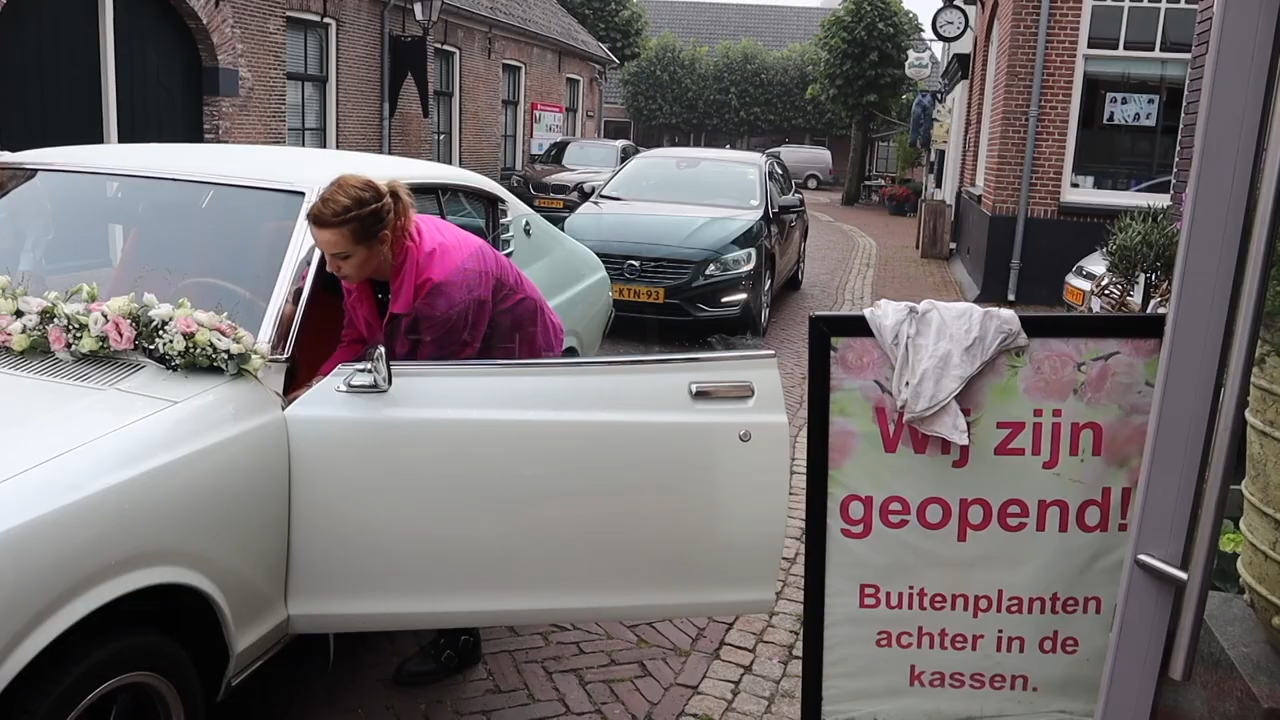 KTN-93
Wij zijn
geopend!
Buitenplanten
achter in de
kassen.